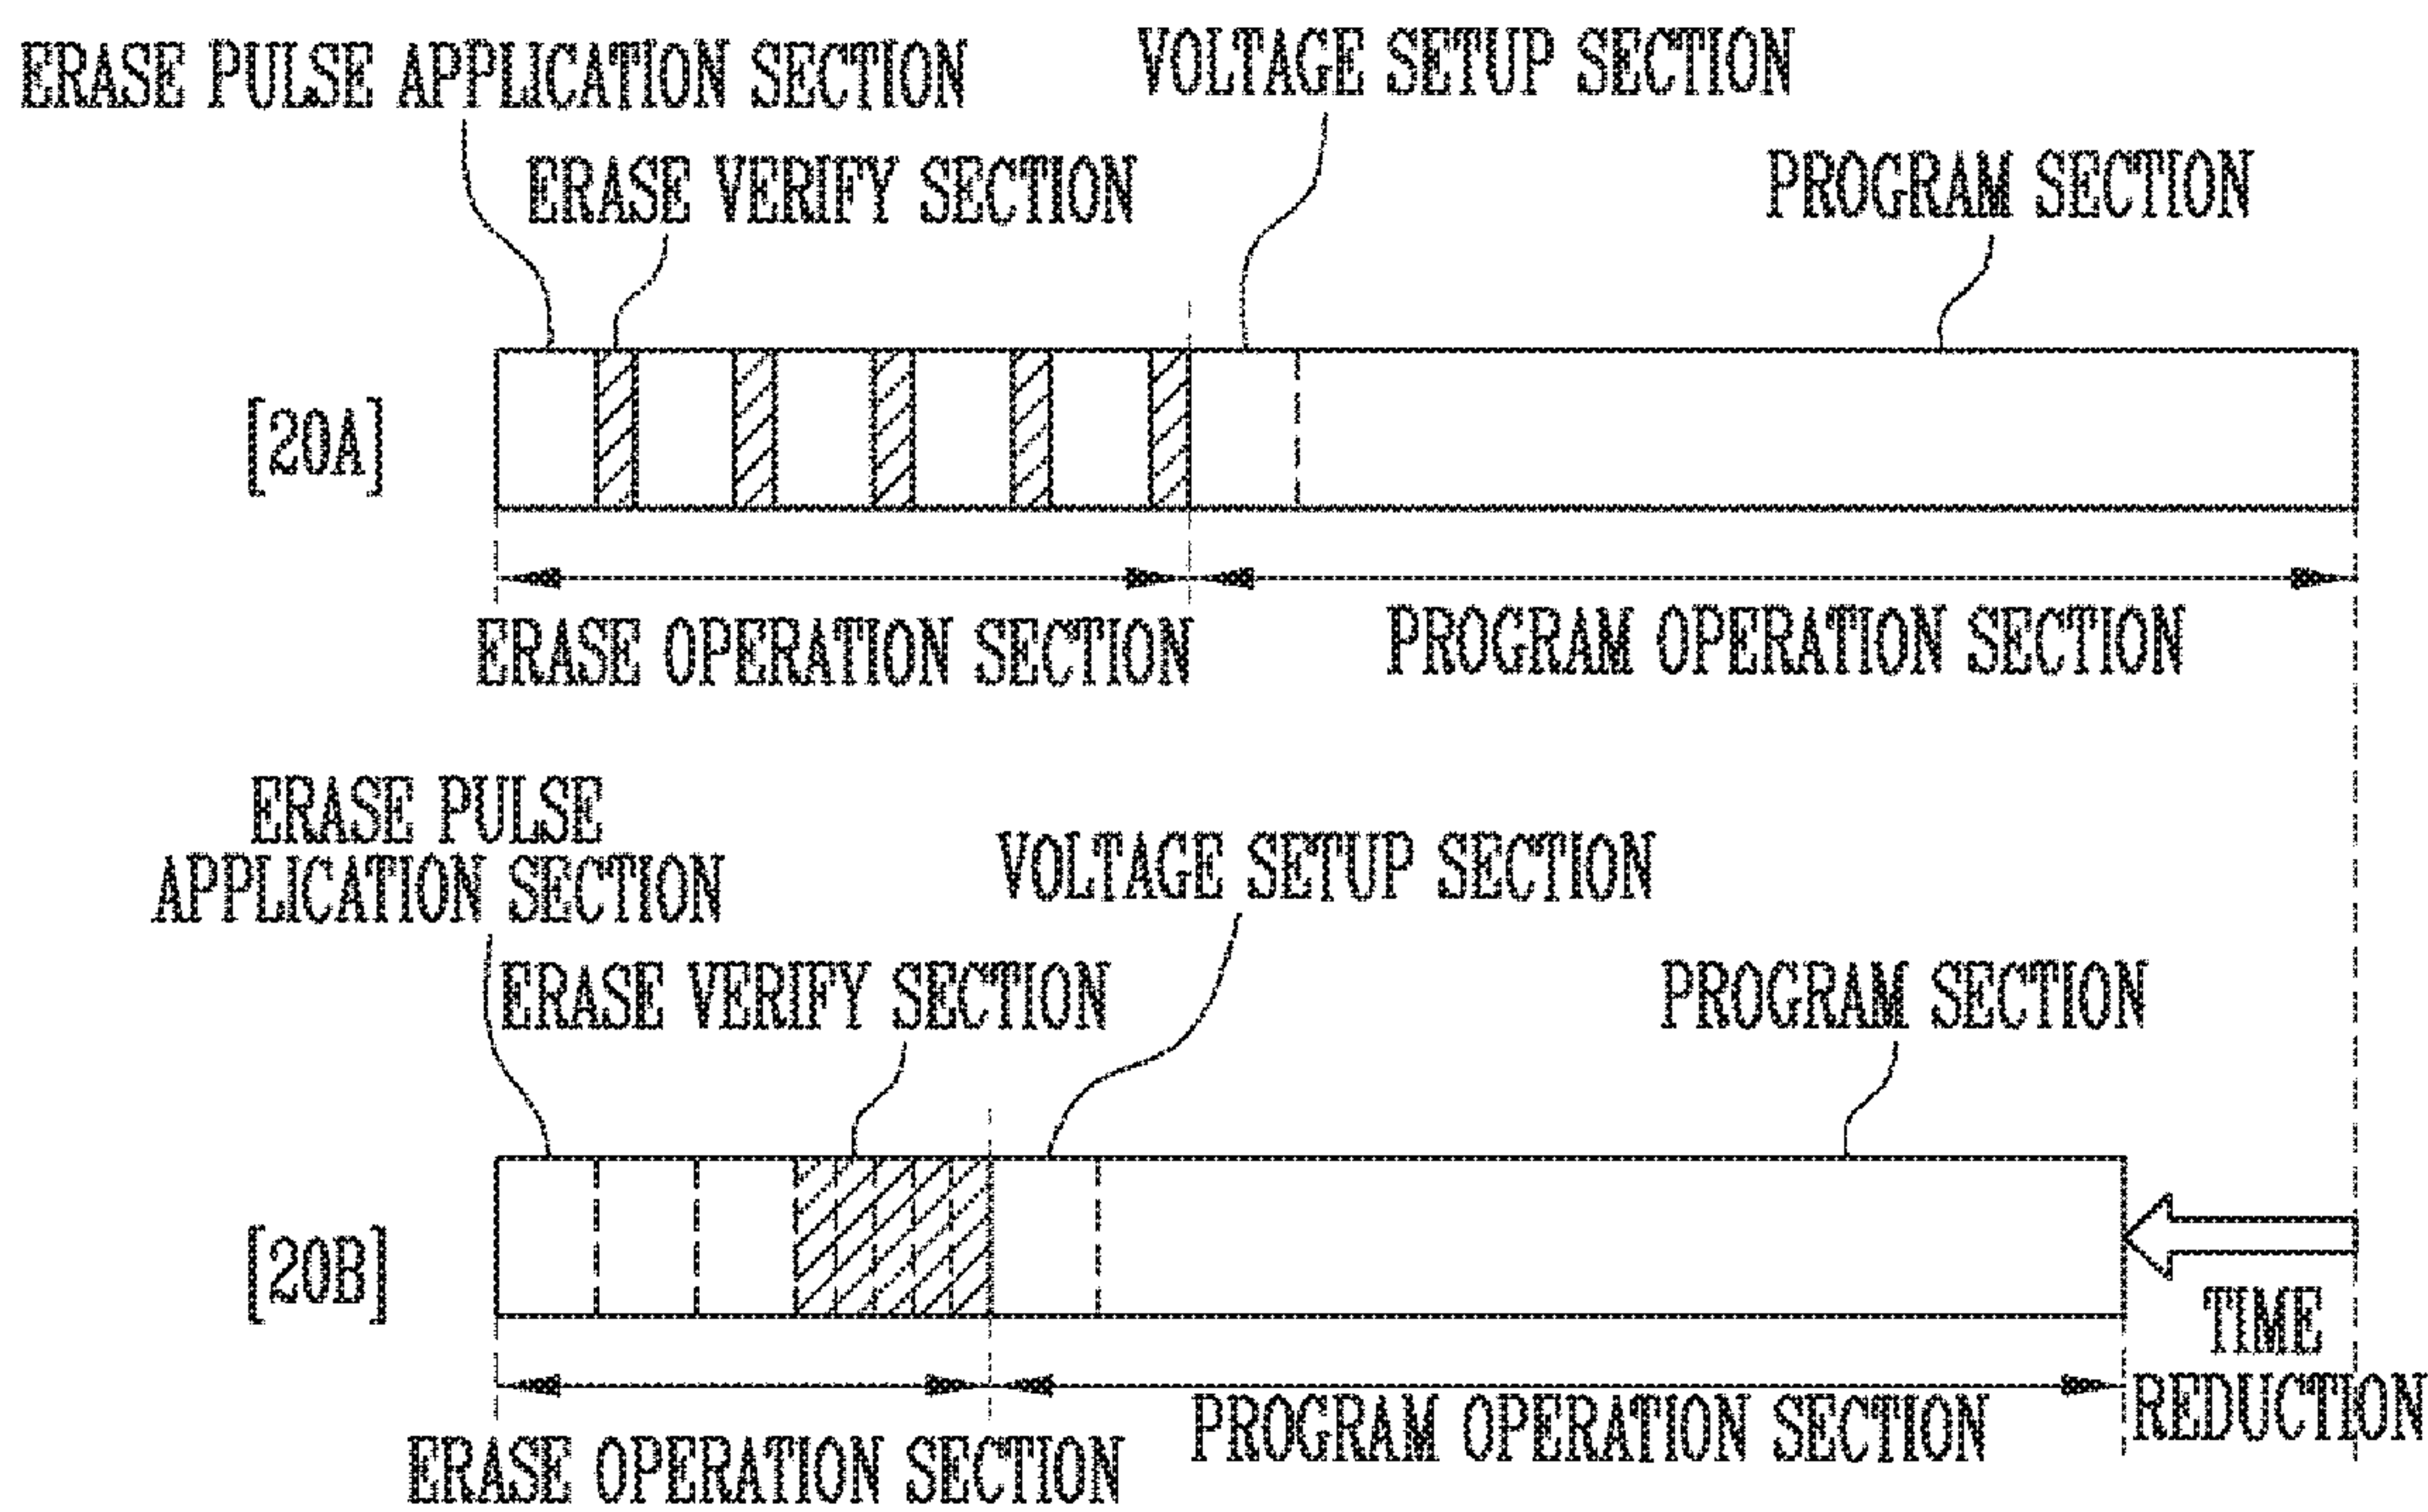 ERASE PULSE APPLICATION SECTION
VOLTAGE SETUP SECTION
ERASE VERIFY SECTION
PROGRAM SECTION
[20A]
ERASE OPERATION SECTION
PROGRAM OPERATION SECTION
ERASE PULSE
APPLICATION SECTION
VOLTAGE SETUP SECTION
ERASE VERIFY SECTION
PROGRAM SECTION
[20B]
TIME
REDUCTION
ERASE OPERATION SECTION
PROGRAM OPERATION SECTION